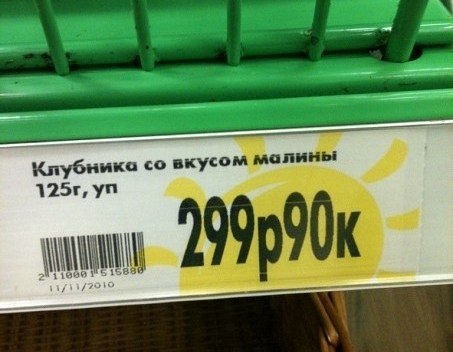 Клубника со вкусом малины
125г, уп
299р90к
2 110001 515880
11/11/2010